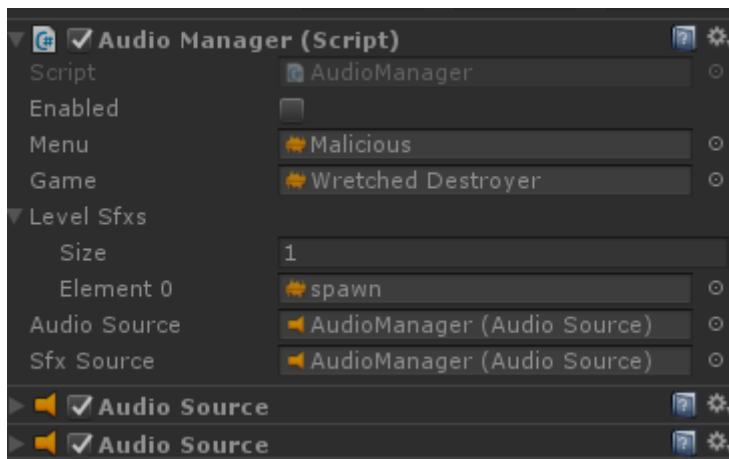 Audio Manager (Script)
Script AudioManager
Enabled
Menu Malicious
Game Wretched Destroyer
Level Sfxs
Size 1
Element 0 spawn
Audio Source AudioManager (Audio Source)
Sfx Source AudioManager (Audio Source)
Audio Source
Audio Source